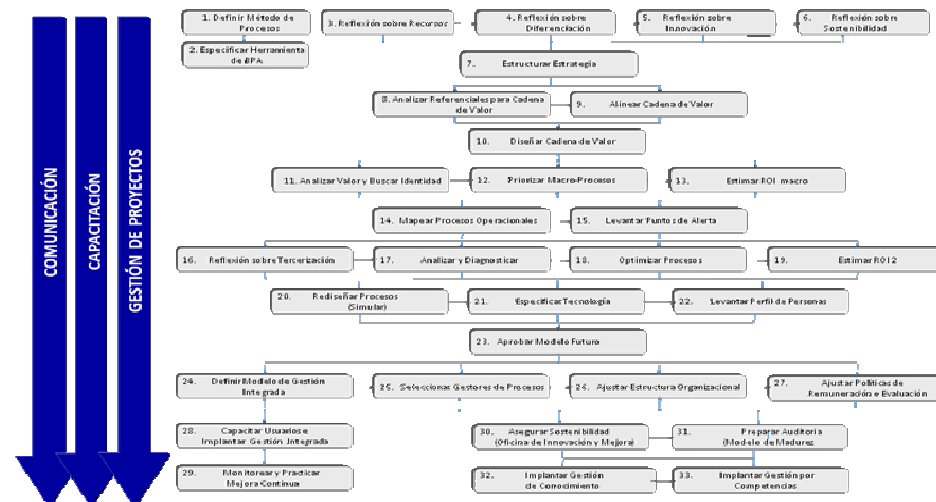 COMUNICACIÓN
CAPACITACIÓN
GESTIÓN DE PROYECTOS
1. Definir Método de
Procesos
3. Reflexión sobre Recursos
4. Reflexión sobre
Diferenciación
5. Reflexión sobre
Innovación
6. Reflexión sobre
Sostenibilidad
2. Especificar Herramienta
de BPA.
7. Estructurar Estrategia
8. Analizar Referenciales para Cadena
de Valor
9. Alinear Cadena de Valor
10. Diseñar Cadena de Valor
11. Analizar Valor y Buscar Identidad
12. Priorizar Macro-Procesos
13. Estimar ROI macro
14. Mapear Procesos Operacionales
15. Levantar Puntos de Alerta
16. Reflexión sobre Tercerización
17. Analizar y Diagnosticar
18. Optimizar Procesos
19. Estimar ROI 2
20. Rediseñar Procesos
(Simular)
21. Especificar Tecnología
22. Levantar Perfil de Personas
23. Aprobar Modelo Futuro
24. Definir Modelo de Gestión
Integrada
25. Seleccionar Gestores de Procesos
26. Ajustar Estructura Organizacional
27. Ajustar Políticas de
Remuneración e Evaluación
28. Capacitar Usuarios e
Implantar Gestión Integrada
30. Asegurar Sostenibilidad
(Oficina de Innovación y Mejora)
31. Preparar Auditoria
(Modelo de Madures
29. Monitorear y Practicar
Mejora Continua
32. Implantar Gestión
de Conocimiento
33. Implantar Gestión por
Competencias